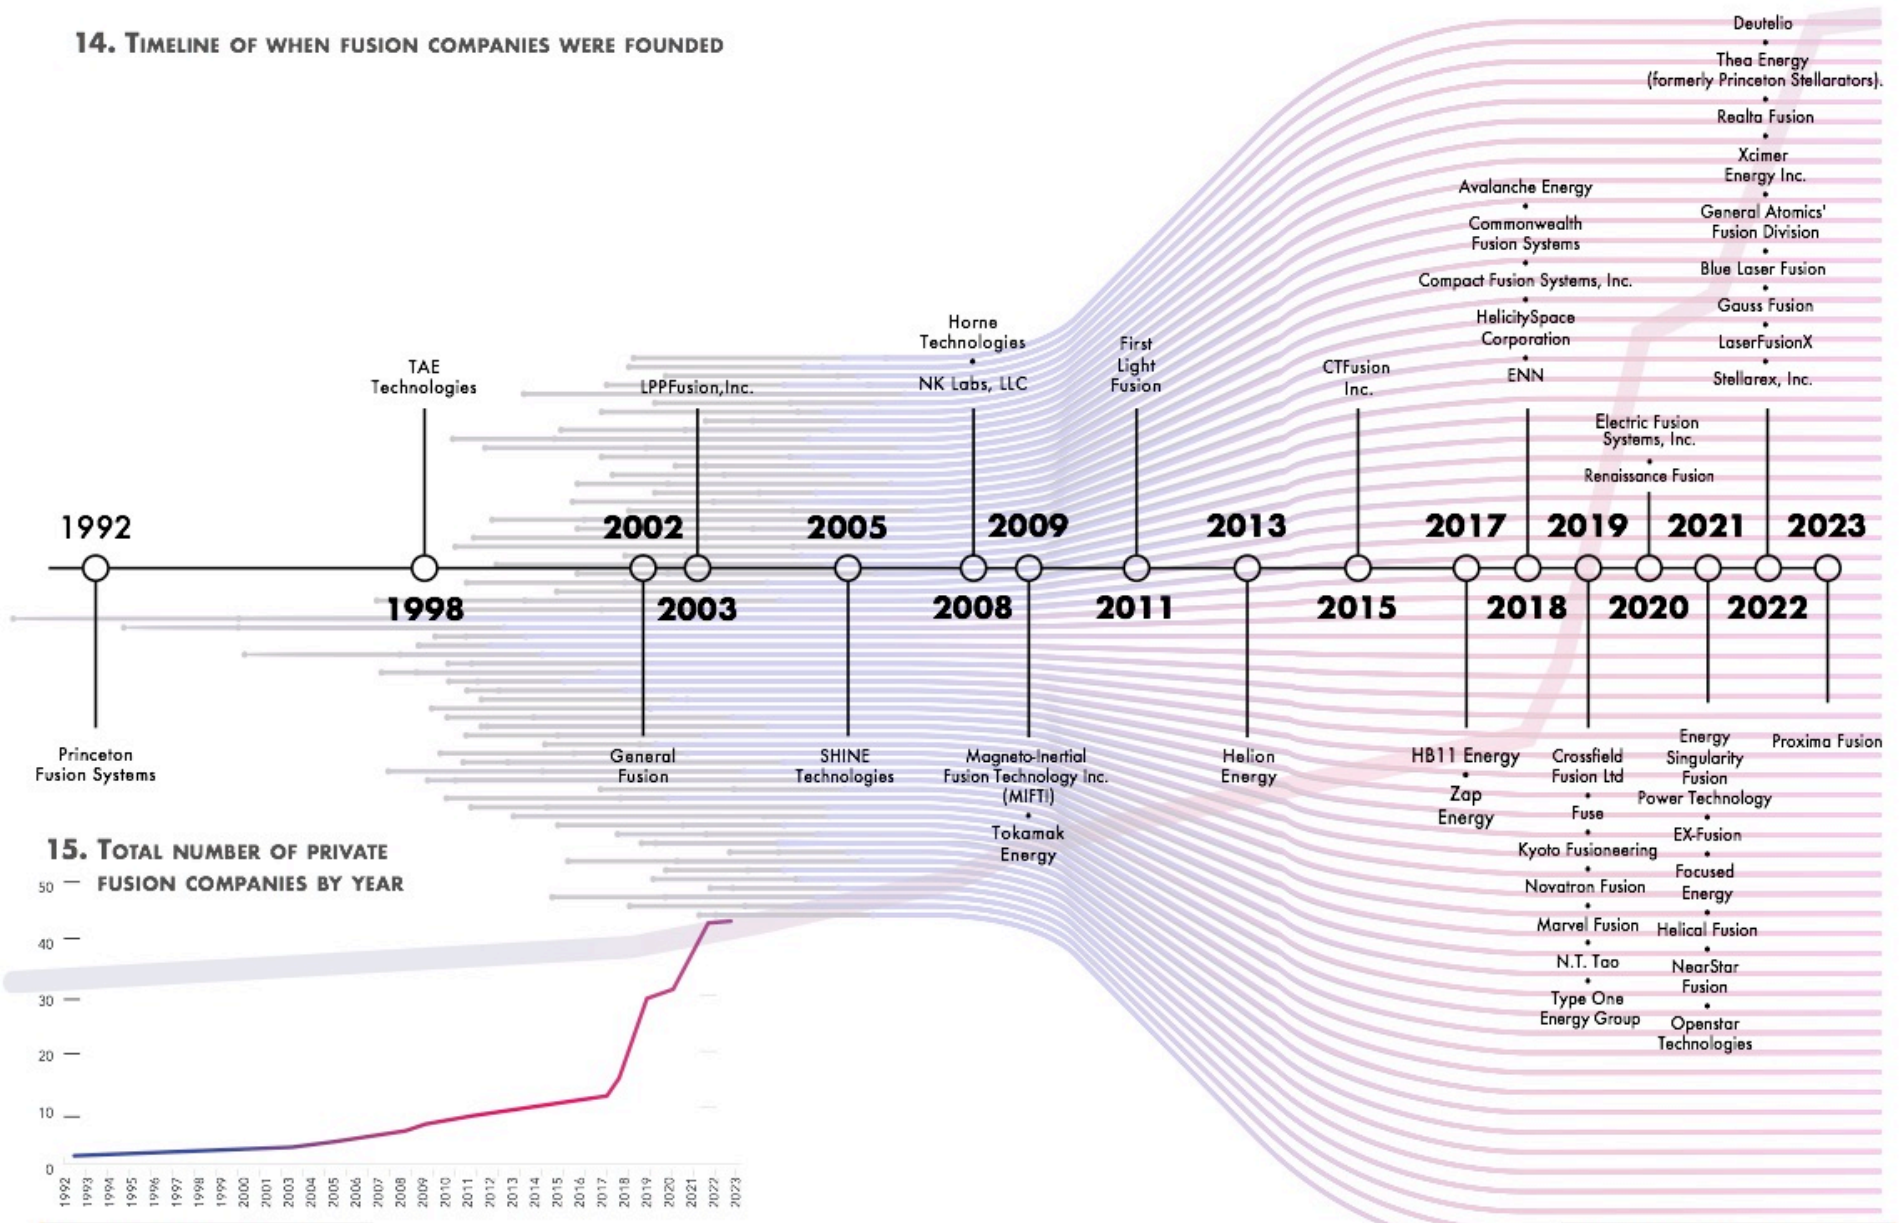 14. TIMELINE OF WHEN FUSION COMPANIES WERE FOUNDED
Deutelio
•
Thea Energy
(formerly Princeton Stellarators).
•
Realta Fusion
•
Xcimer
Energy Inc.
•
General Atomics'
Fusion Division
•
Blue Laser Fusion
•
Gauss Fusion
•
LaserFusionX
•
Stellarex, Inc.
Avalanche Energy
•
Commonwealth
Fusion Systems
•
Compact Fusion Systems, Inc.
•
HelicitySpace
Corporation
•
ENN
Electric Fusion
Systems, Inc.
•
Renaissance Fusion
TAE
Technologies
LPPFusion,Inc.
Horne
Technologies
•
NK Labs, LLC
First
Light
Fusion
CTFusion
Inc.
1992
2002
2005
2009
2013
2017
2019
2021
2023
1998
2003
2008
2011
2015
2018
2020
2022
Princeton
Fusion Systems
General
Fusion
SHINE
Technologies
Magneto-Inertial
Fusion Technology Inc.
(MIFTI)
•
Tokamak
Energy
Helion
Energy
HB11 Energy
•
Zap
Energy
Crossfield
Fusion Ltd
•
Fuse
•
Kyoto Fusioneering
•
Novatron Fusion
•
Marvel Fusion
•
N.T. Tao
•
Type One
Energy Group
Energy
Singularity
Fusion
Power Technology
•
EX-Fusion
•
Focused
Energy
•
Helical Fusion
•
NearStar
Fusion
•
Openstar
Technologies
Proxima Fusion
15. TOTAL NUMBER OF PRIVATE
FUSION COMPANIES BY YEAR
50
40
30
20
10
0
1992
1993
1994
1995
1996
1997
1998
1999
2000
2001
2003
2004
2005
2006
2007
2008
2009
2010
2011
2012
2013
2014
2015
2016
2017
2018
2019
2020
2021
2022
2023